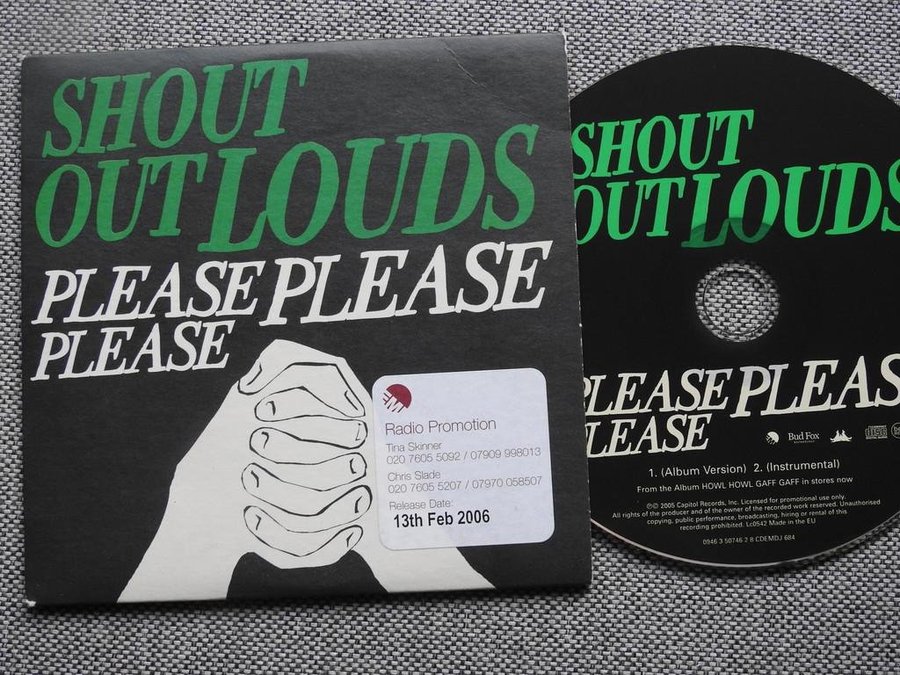 SHOUT
OUT LOUDS
PLEASE PLEASE
PLEASE
EMI
Radio Promotion
Tina Skinner
020 7605 5092 / 07909 998013
Chris Slade
020 7605 5207 / 07970 058507
Release Date:
13th Feb 2006
SHOUT
OUT LOUDS
PLEASE PLEAS
LEASE
Bud Fox
1. (Album Version) 2. (Instrumental)
From the Album HOWL HOWL GAFF GAFF in stores now
℗© 2005 Capitol Records, Inc. Licensed for promotional use only.
All rights of the producer and of the owner of the recorded work reserved. Unauthorised
copying, public performance, broadcasting, hiring or rental of this
recording prohibited. Lc0542 Made in the EU
0946 3 50746 2 8 CDEMDJ 684